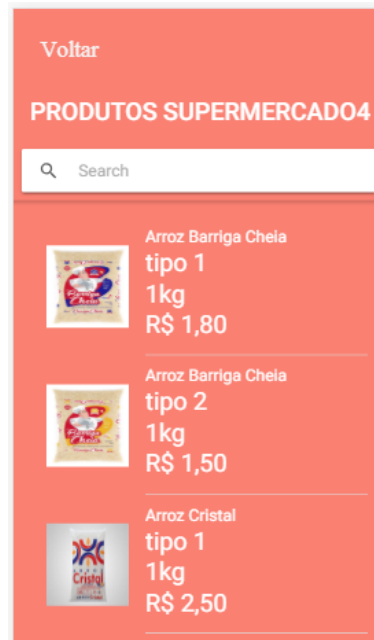 Voltar
PRODUTOS SUPERMERCADO4
Search
Arroz Barriga Cheia
tipo 1
1kg
R$ 1,80
Arroz Barriga Cheia
tipo 2
1kg
R$ 1,50
Cristal
Arroz Cristal
tipo 1
1kg
R$ 2,50